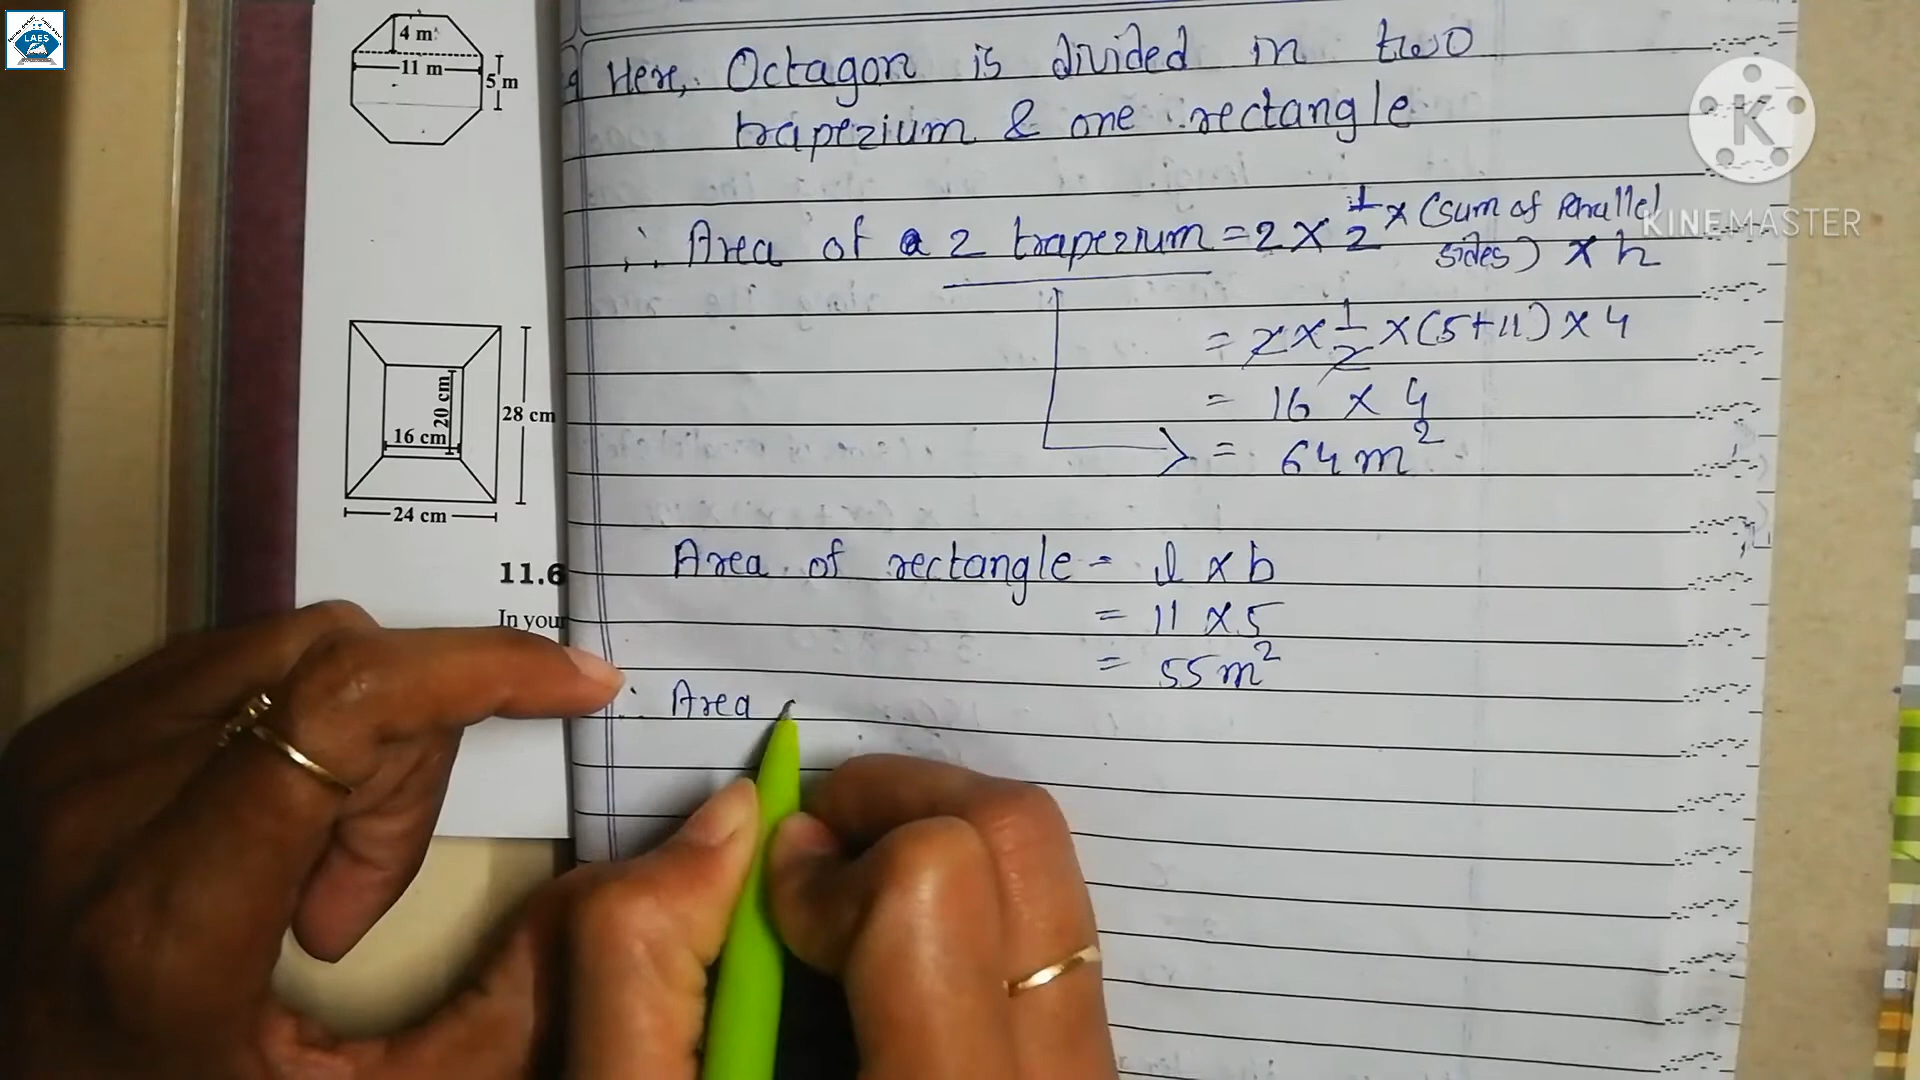 LAES
4 m
11 m
5 m
Here, Octagon is divided in two
trapezium & one rectangle.
∴ Area of 2 trapezium = 2 × 1/2 × (sum of Parallel
sides) × h
= 2 × 1/2 × (5+11) × 4
= 16 × 4
= 64 m²
KINEMASTER
20 cm
28 cm
16 cm
24 cm
Area of rectangle = l × b
= 11 × 5
= 55 m²
11.6
In your
∴ Area